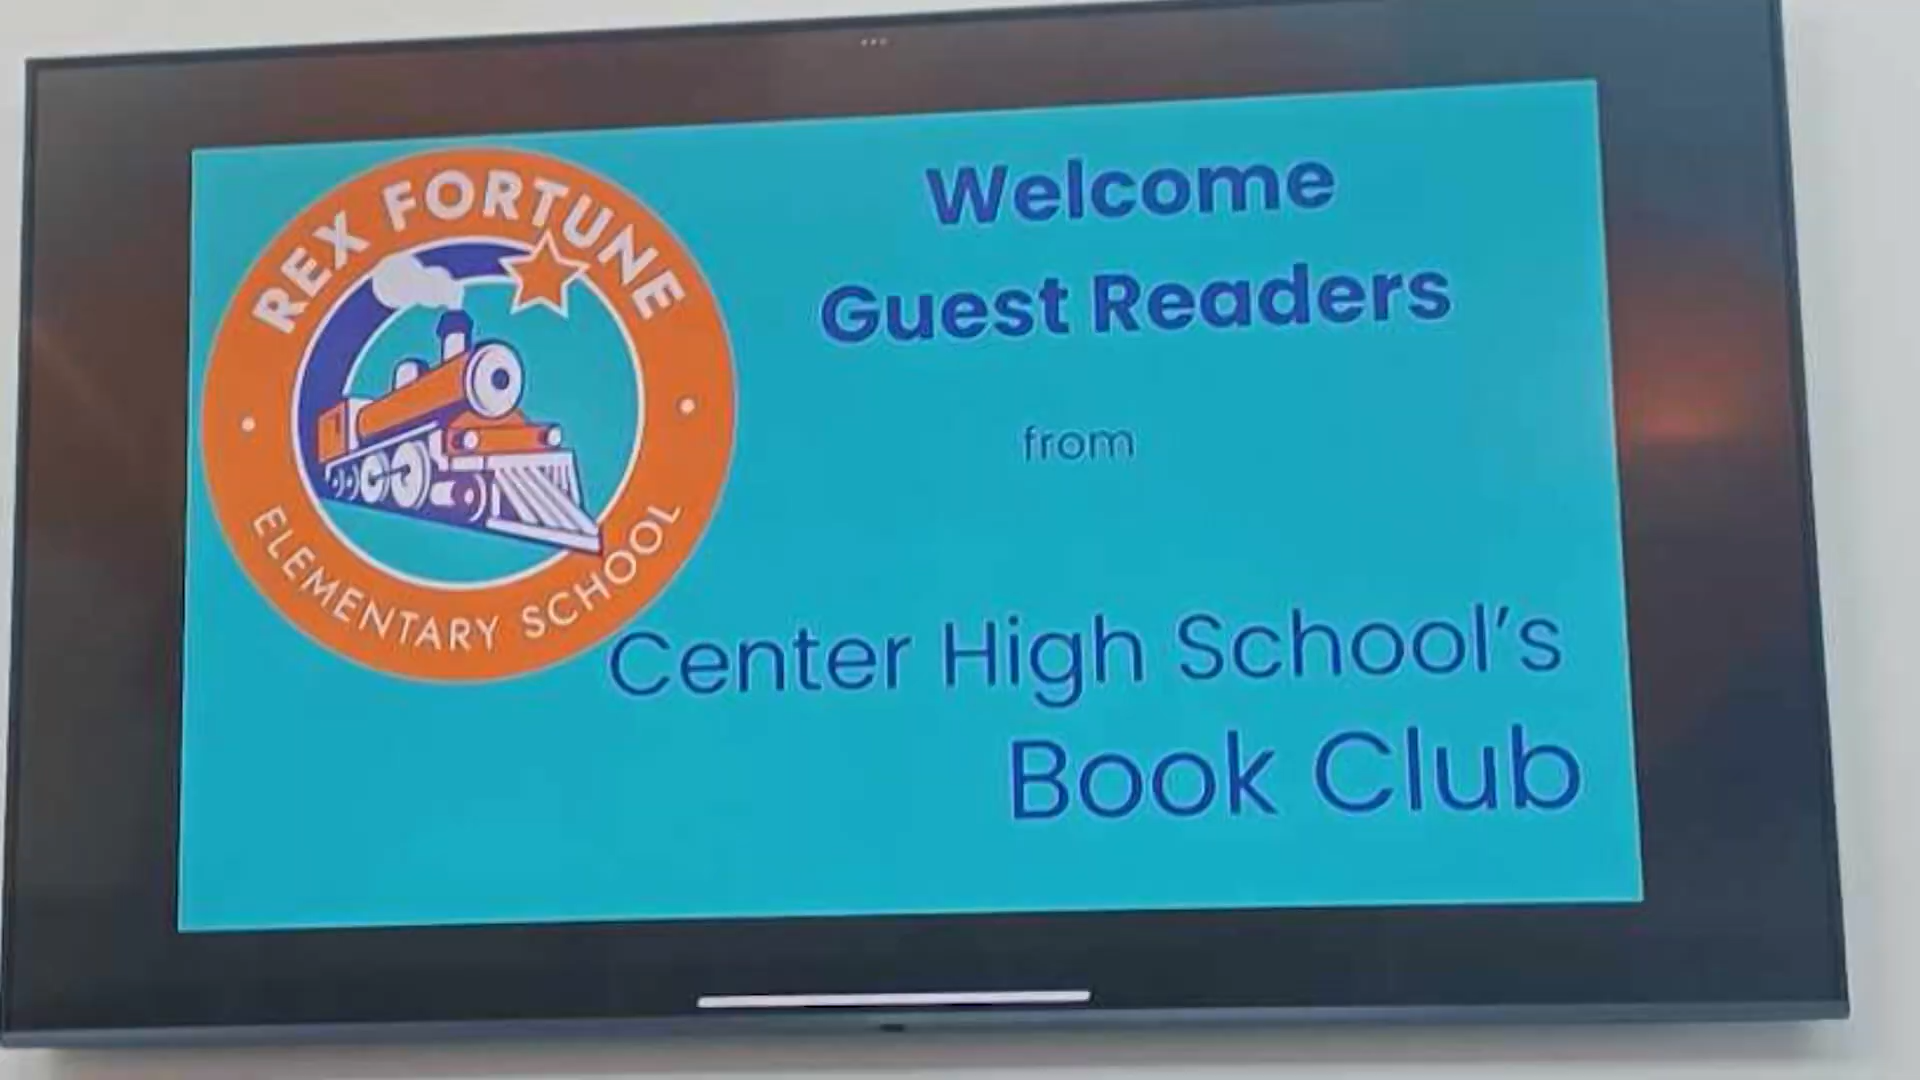 REX FORTUNE
ELEMENTARY SCHOOL
Welcome
Guest Readers
from
Center High School's
Book Club